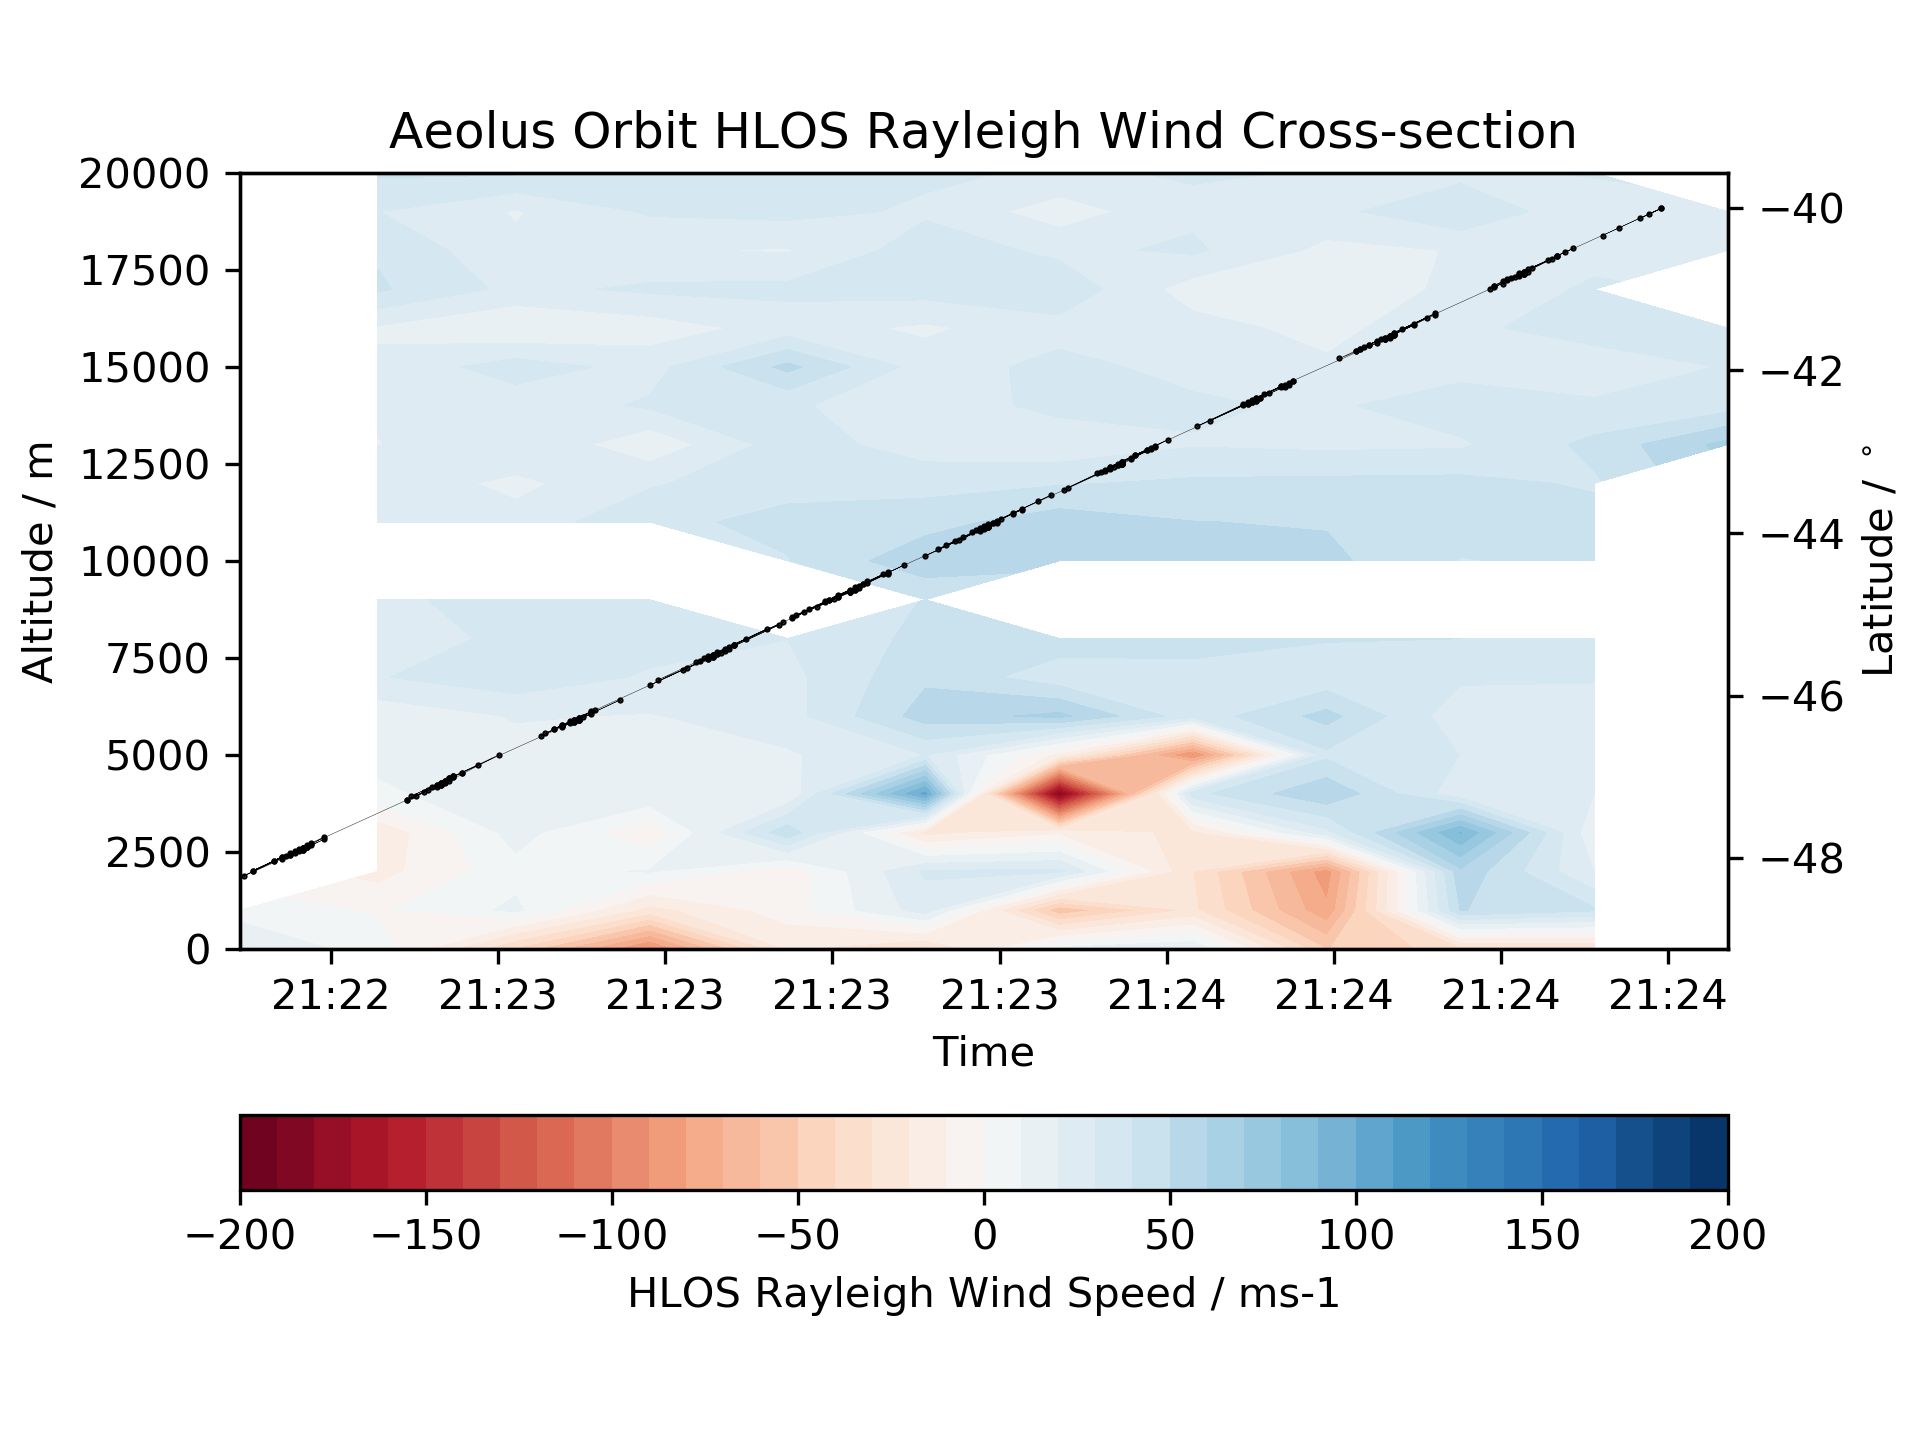 Aeolus Orbit HLOS Rayleigh Wind Cross-section
20000
17500
15000
12500
10000
7500
5000
2500
0
Altitude / m
−40
−42
−44
−46
−48
Latitude / °
21:22 21:23 21:23 21:23 21:23 21:24 21:24 21:24 21:24
Time
−200 −150 −100 −50 0 50 100 150 200
HLOS Rayleigh Wind Speed / ms-1